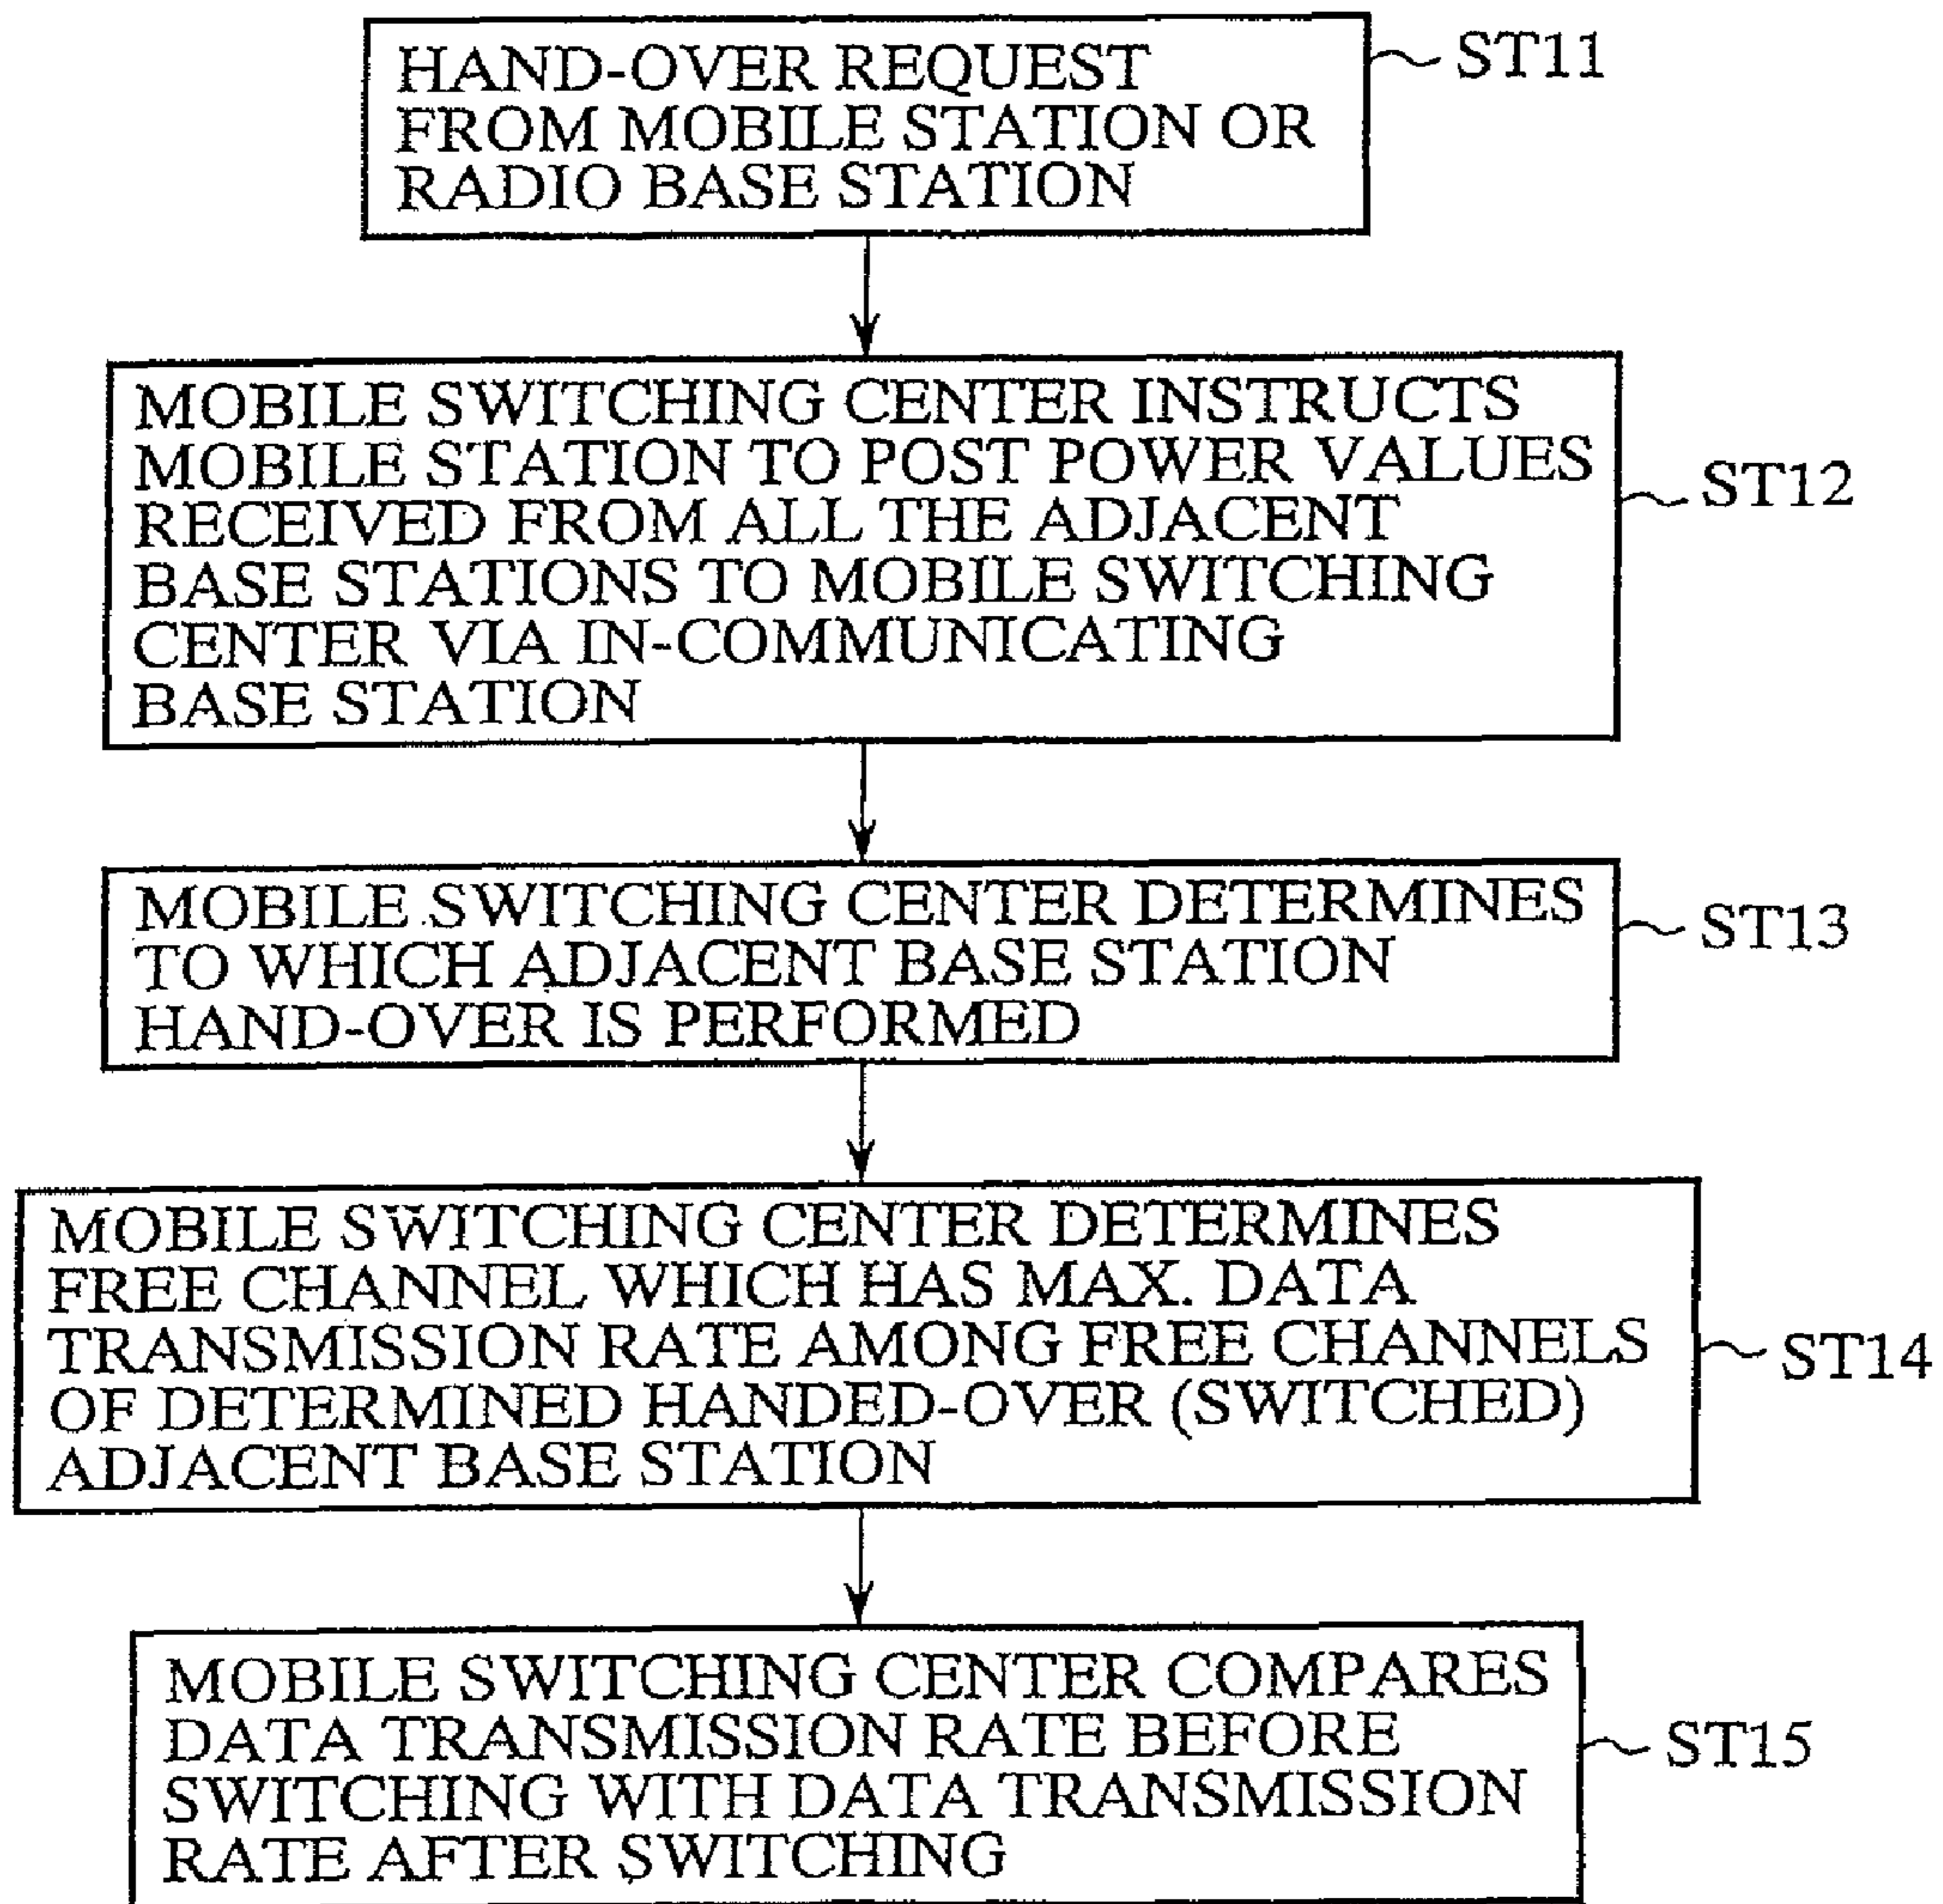 HAND-OVER REQUEST
FROM MOBILE STATION OR
RADIO BASE STATION
ST11
MOBILE SWITCHING CENTER INSTRUCTS
MOBILE STATION TO POST POWER VALUES
RECEIVED FROM ALL THE ADJACENT
BASE STATIONS TO MOBILE SWITCHING
CENTER VIA IN-COMMUNICATING
BASE STATION
ST12
MOBILE SWITCHING CENTER DETERMINES
TO WHICH ADJACENT BASE STATION
HAND-OVER IS PERFORMED
ST13
MOBILE SWITCHING CENTER DETERMINES
FREE CHANNEL WHICH HAS MAX. DATA
TRANSMISSION RATE AMONG FREE CHANNELS
OF DETERMINED HANDED-OVER (SWITCHED)
ADJACENT BASE STATION
ST14
MOBILE SWITCHING CENTER COMPARES
DATA TRANSMISSION RATE BEFORE
SWITCHING WITH DATA TRANSMISSION
RATE AFTER SWITCHING
ST15